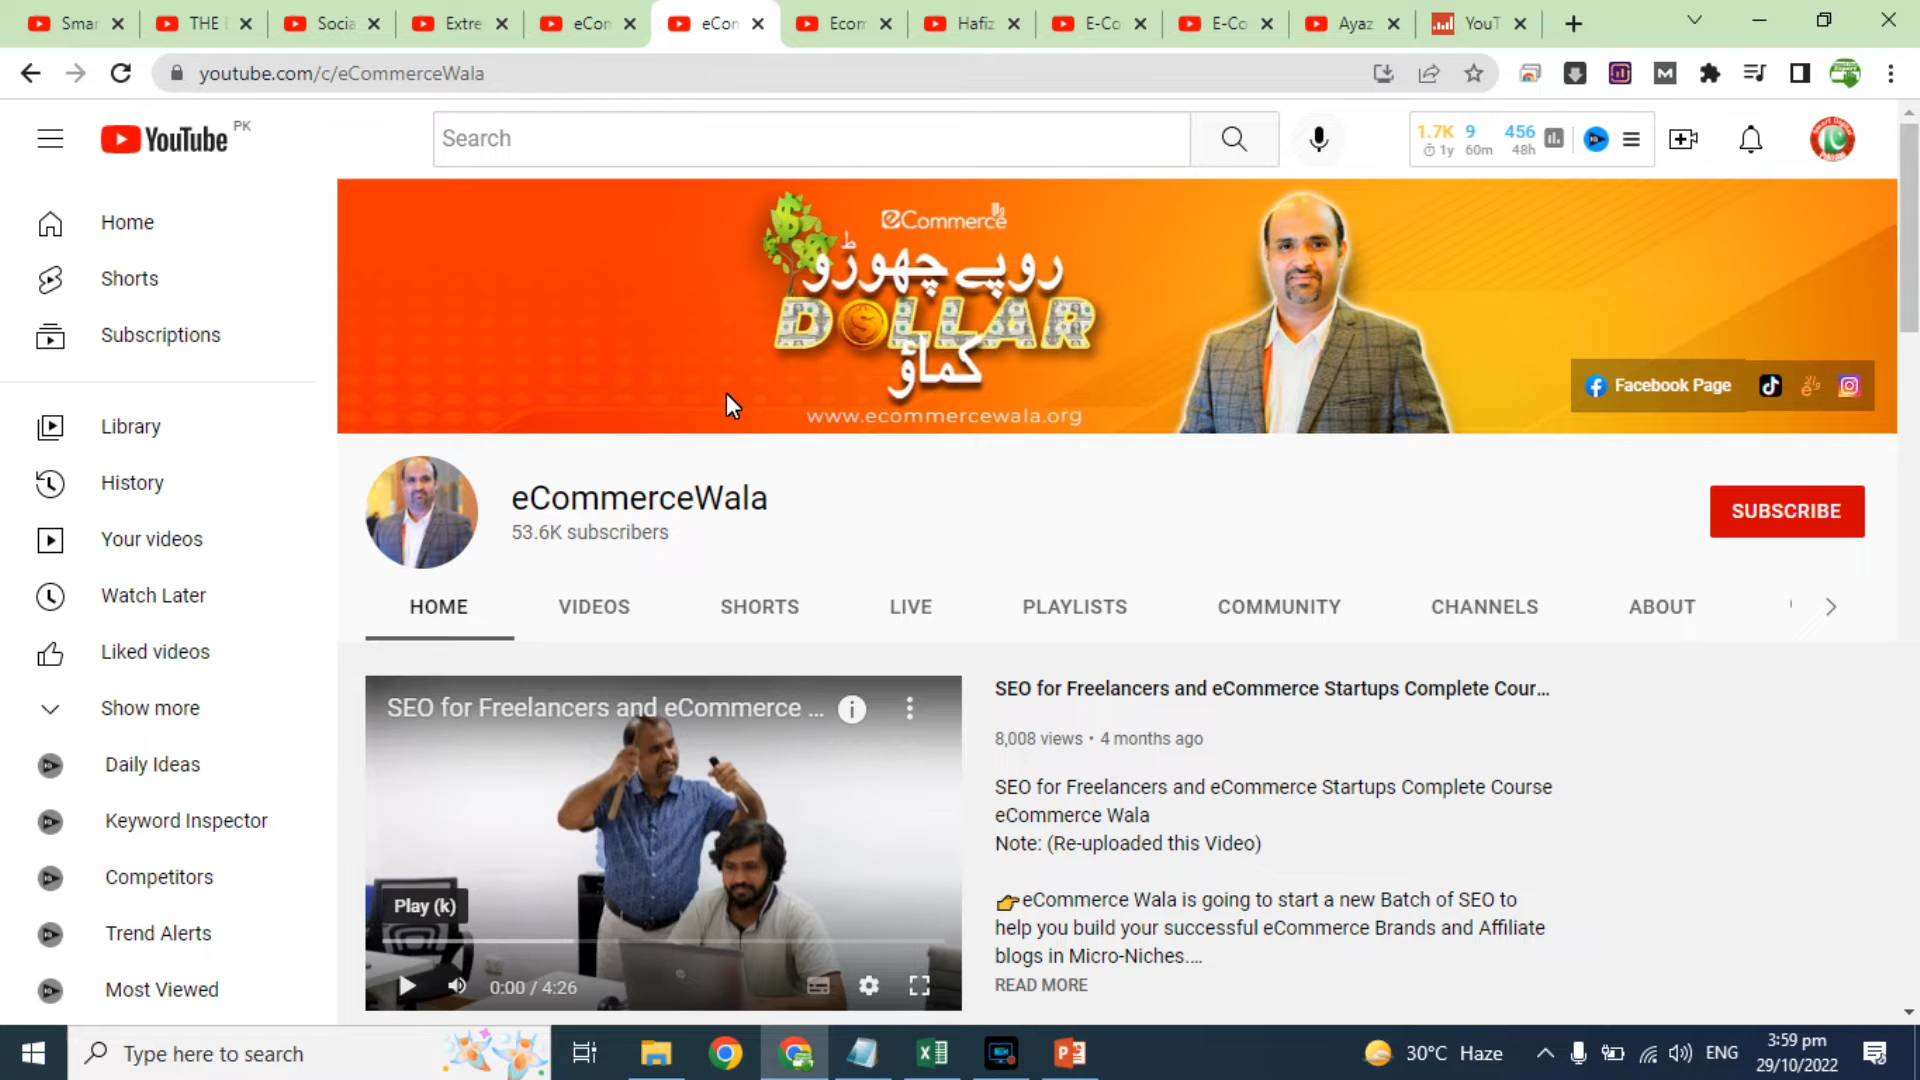 Smar
THE
Socia
Extre
eCon
eCon
Econ
Hafiz
E-Co
E-Co
Ayaz
YouT
youtube.com/c/eCommerceWala
YouTube PK
Search
1.7K 9 456
1y 60m 48h
Home
Shorts
Subscriptions
Library
History
Your videos
Watch Later
Liked videos
Show more
Daily Ideas
Keyword Inspector
Competitors
Trend Alerts
Most Viewed
eCommerce والا
روپے چھوڑو
DOLLAR
کماؤ
www.ecommercewala.org
Facebook Page
eCommerceWala
53.6K subscribers
SUBSCRIBE
HOME VIDEOS SHORTS LIVE PLAYLISTS COMMUNITY CHANNELS ABOUT
SEO for Freelancers and eCommerce ...
Play (k)
0:00 / 4:26
SEO for Freelancers and eCommerce Startups Complete Cour...
8,008 views • 4 months ago
SEO for Freelancers and eCommerce Startups Complete Course
eCommerce Wala
Note: (Re-uploaded this Video)
👉eCommerce Wala is going to start a new Batch of SEO to
help you build your successful eCommerce Brands and Affiliate
blogs in Micro-Niches....
READ MORE
Type here to search
30°C Haze
ENG
3:59 pm
29/10/2022